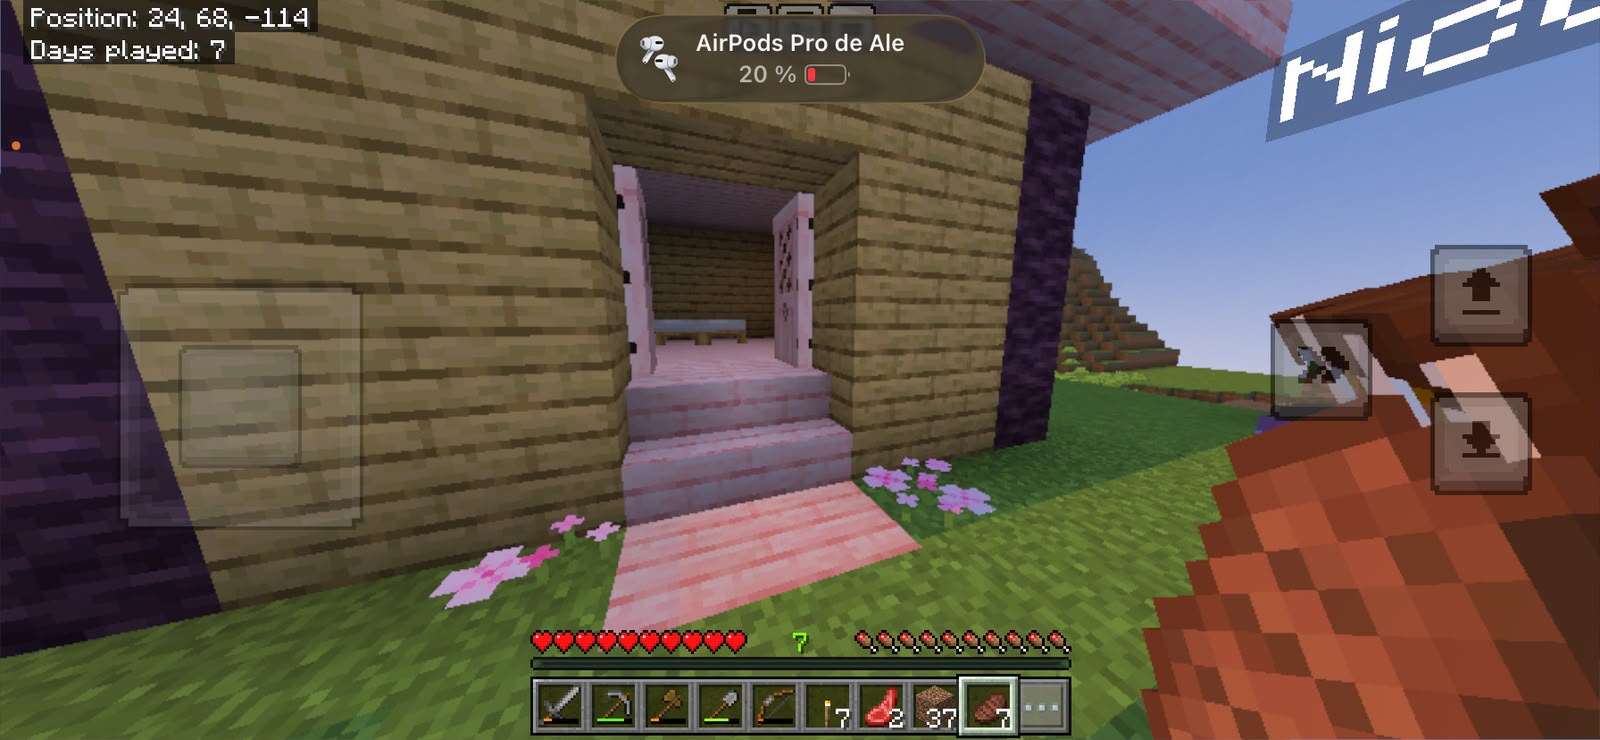 Position: 24, 68, -114
Days played: 7
AirPods Pro de Ale
20 %
7
7
2
37
7